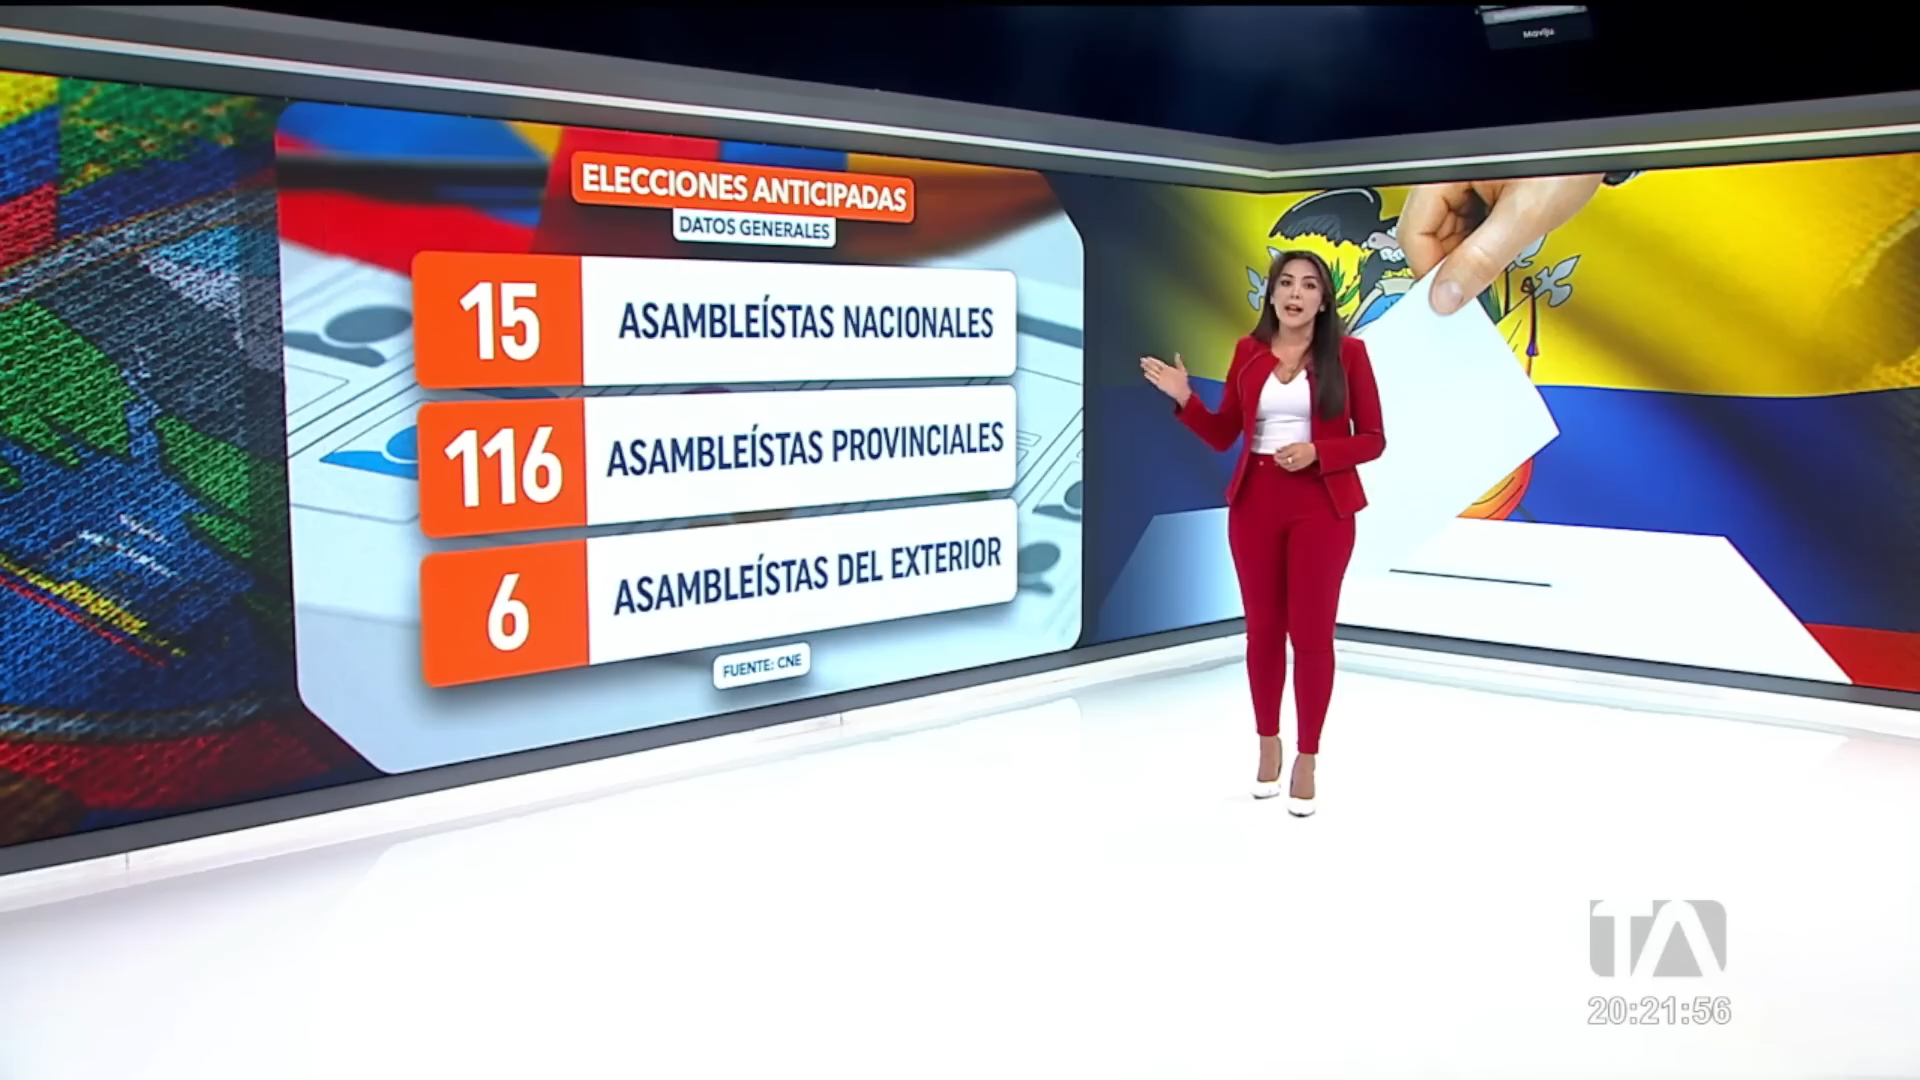 ELECCIONES ANTICIPADAS
DATOS GENERALES
15 ASAMBLEÍSTAS NACIONALES
116 ASAMBLEÍSTAS PROVINCIALES
6 ASAMBLEÍSTAS DEL EXTERIOR
FUENTE: CNE
TA
20:21:56